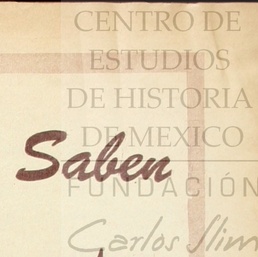 CENTRO DE
ESTUDIOS
DE HISTORIA
DE MEXICO
Saben
FUNDACIÓN
Carlos Slim